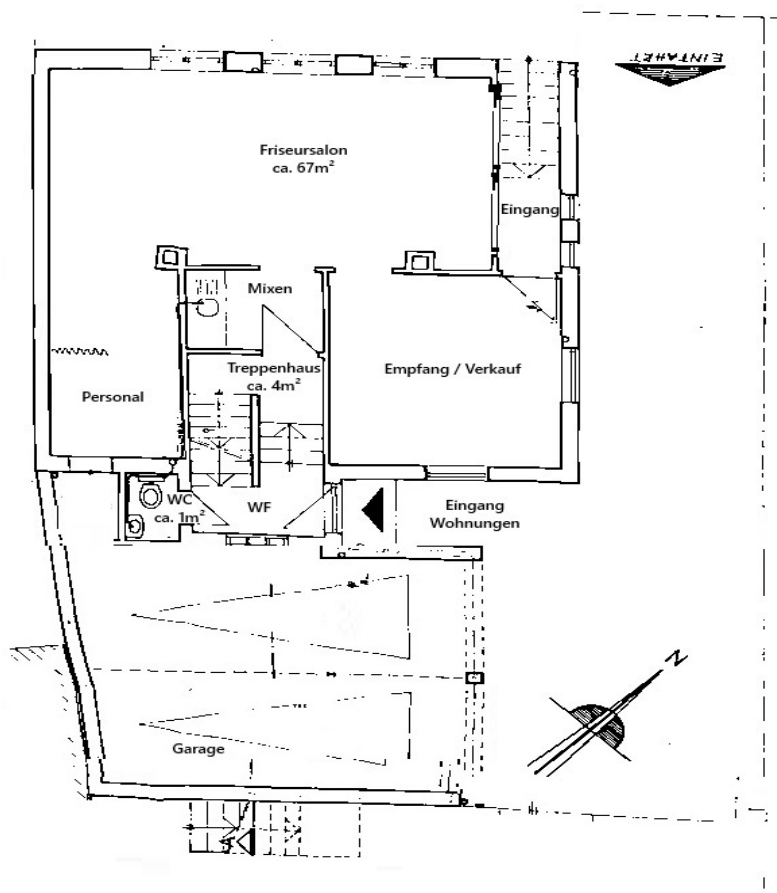 EINFAHRT
Friseursalon
ca. 67m²
Eingang
Mixen
Treppenhaus
ca. 4m²
Empfang / Verkauf
Personal
WC
ca. 1m²
WF
Eingang
Wohnungen
N
Garage